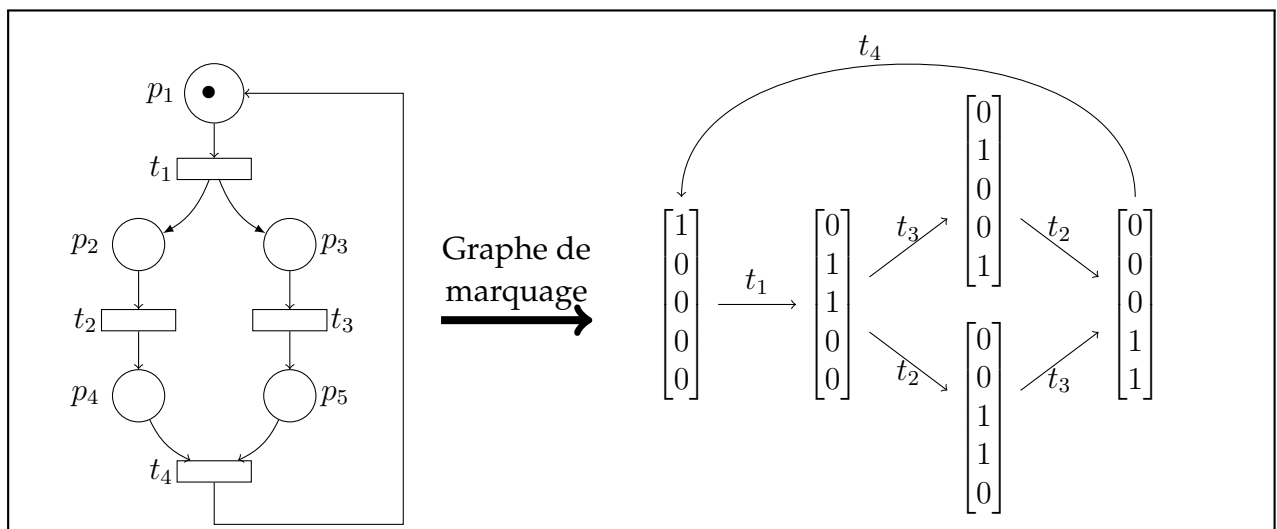 p1
t1
p2
p3
t2
t3
p4
p5
t4
Graphe de
marquage
t4
[1 0 0 0 0]
t1
[0 1 1 0 0]
t3
[0 1 0 0 1]
t2
t2
[0 0 1 1 0]
t3
[0 0 0 1 1]